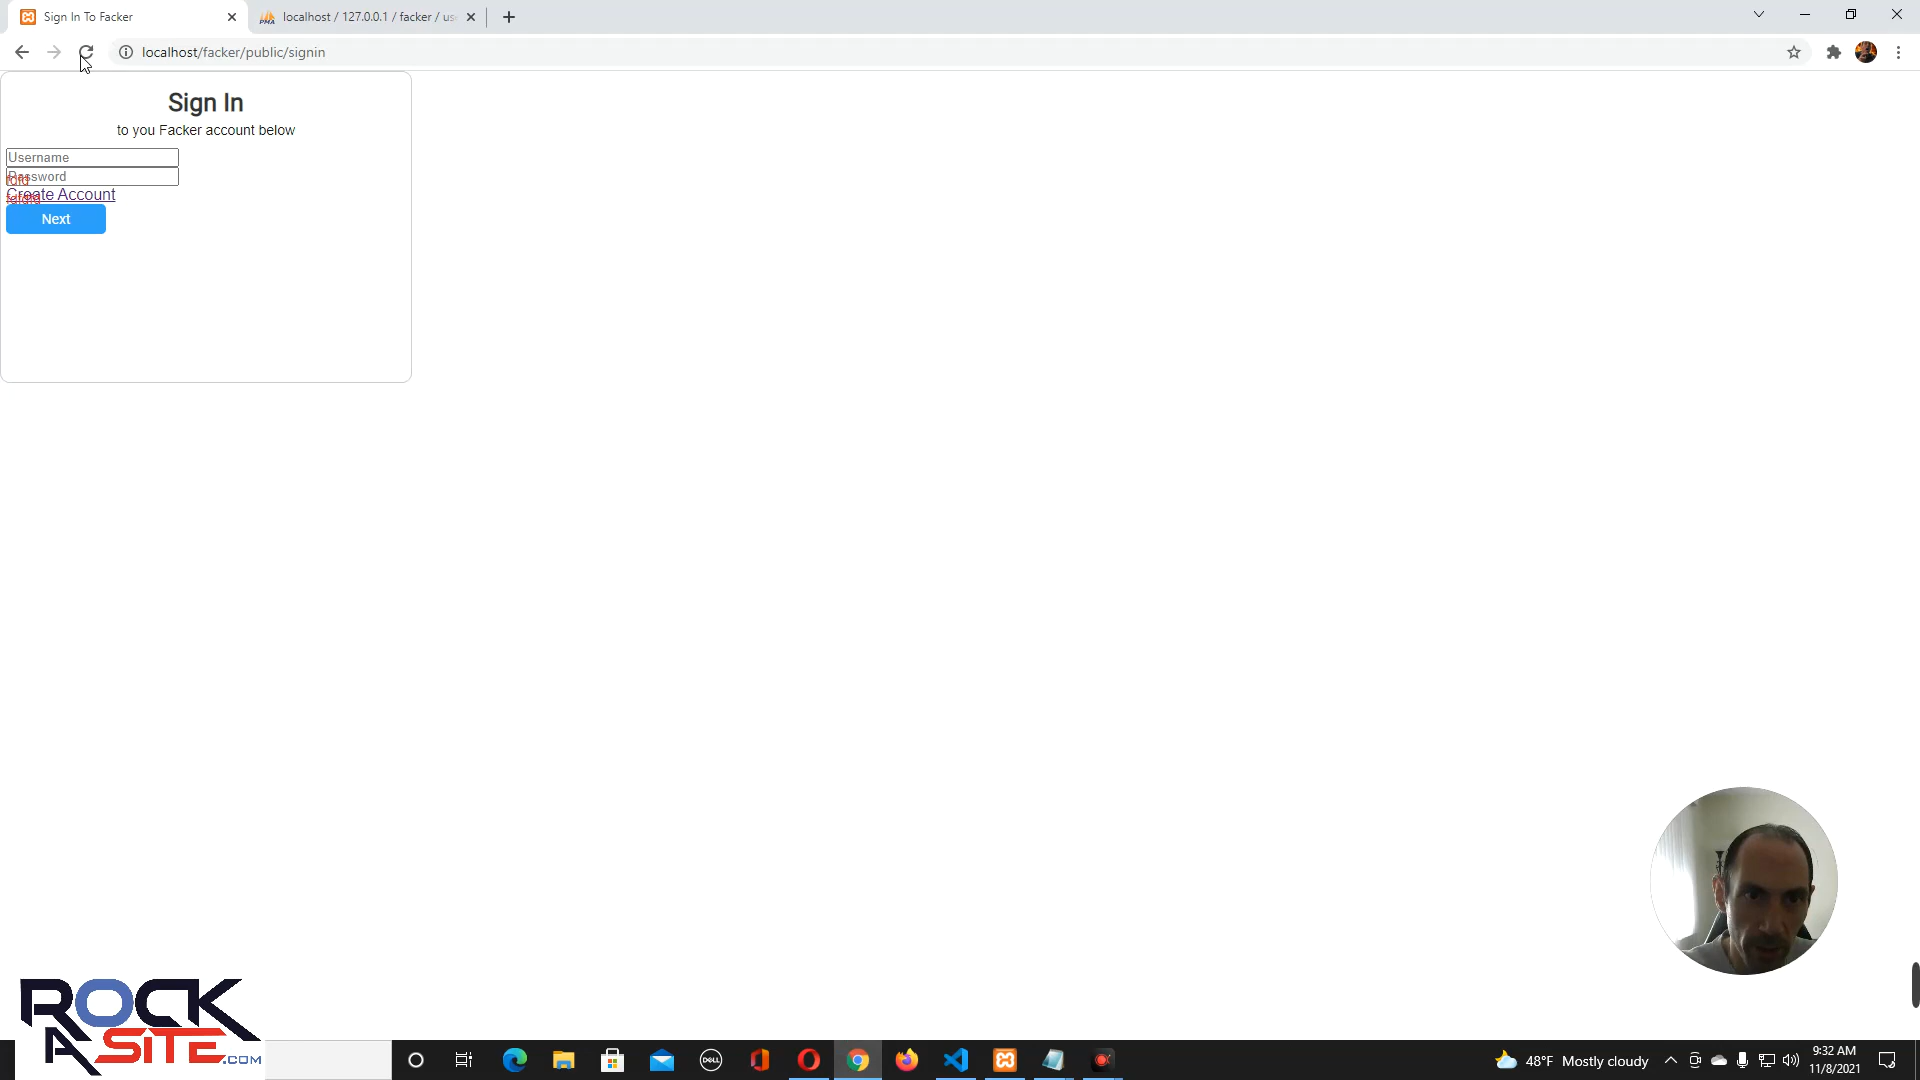 Sign In To Facker
localhost / 127.0.0.1 / facker / us
localhost/facker/public/signin
Sign In
to you Facker account below
Username
Password
Create Account
Next
ROCK
A SITE.COM
DELL
48°F Mostly cloudy
9:32 AM
11/8/2021